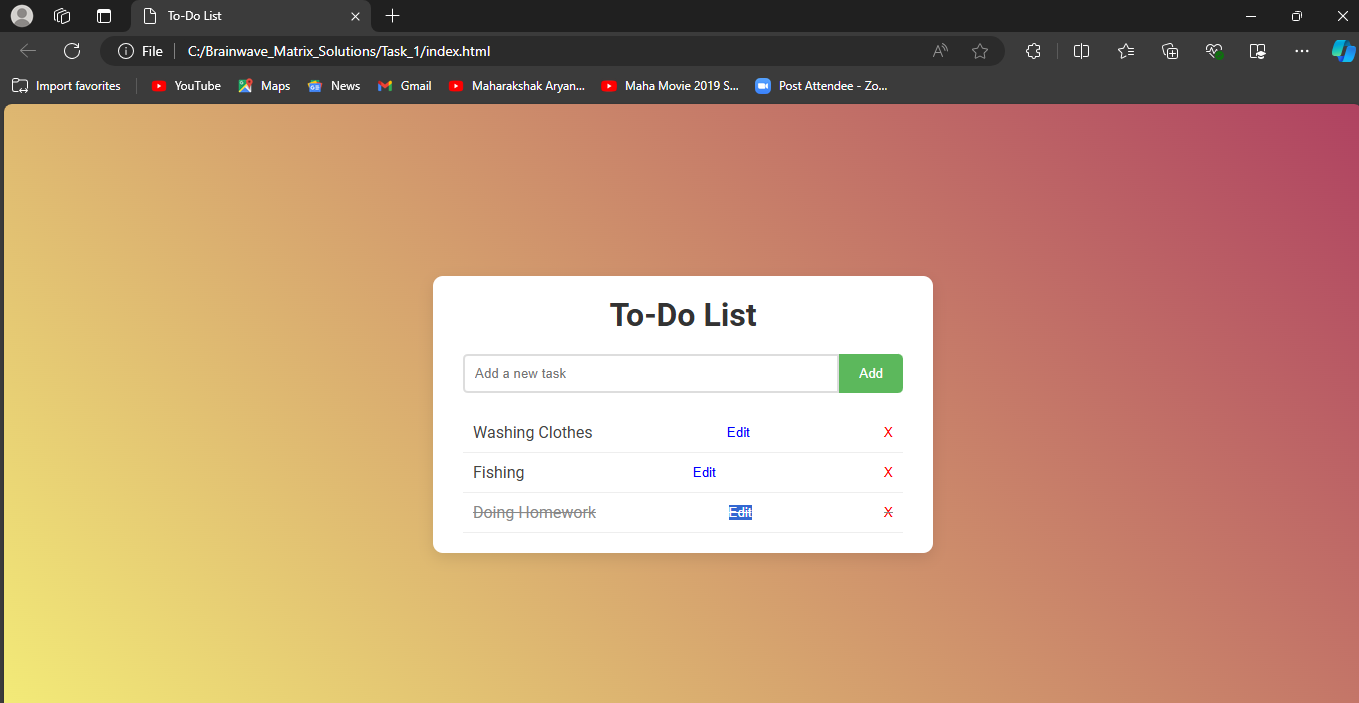 To-Do List
File C:/Brainwave_Matrix_Solutions/Task_1/index.html
Import favorites YouTube Maps News Gmail Maharakshak Aryan... Maha Movie 2019 S... Post Attendee - Zo...
To-Do List
Add a new task Add
Washing Clothes Edit X
Fishing Edit X
Doing Homework Edit X